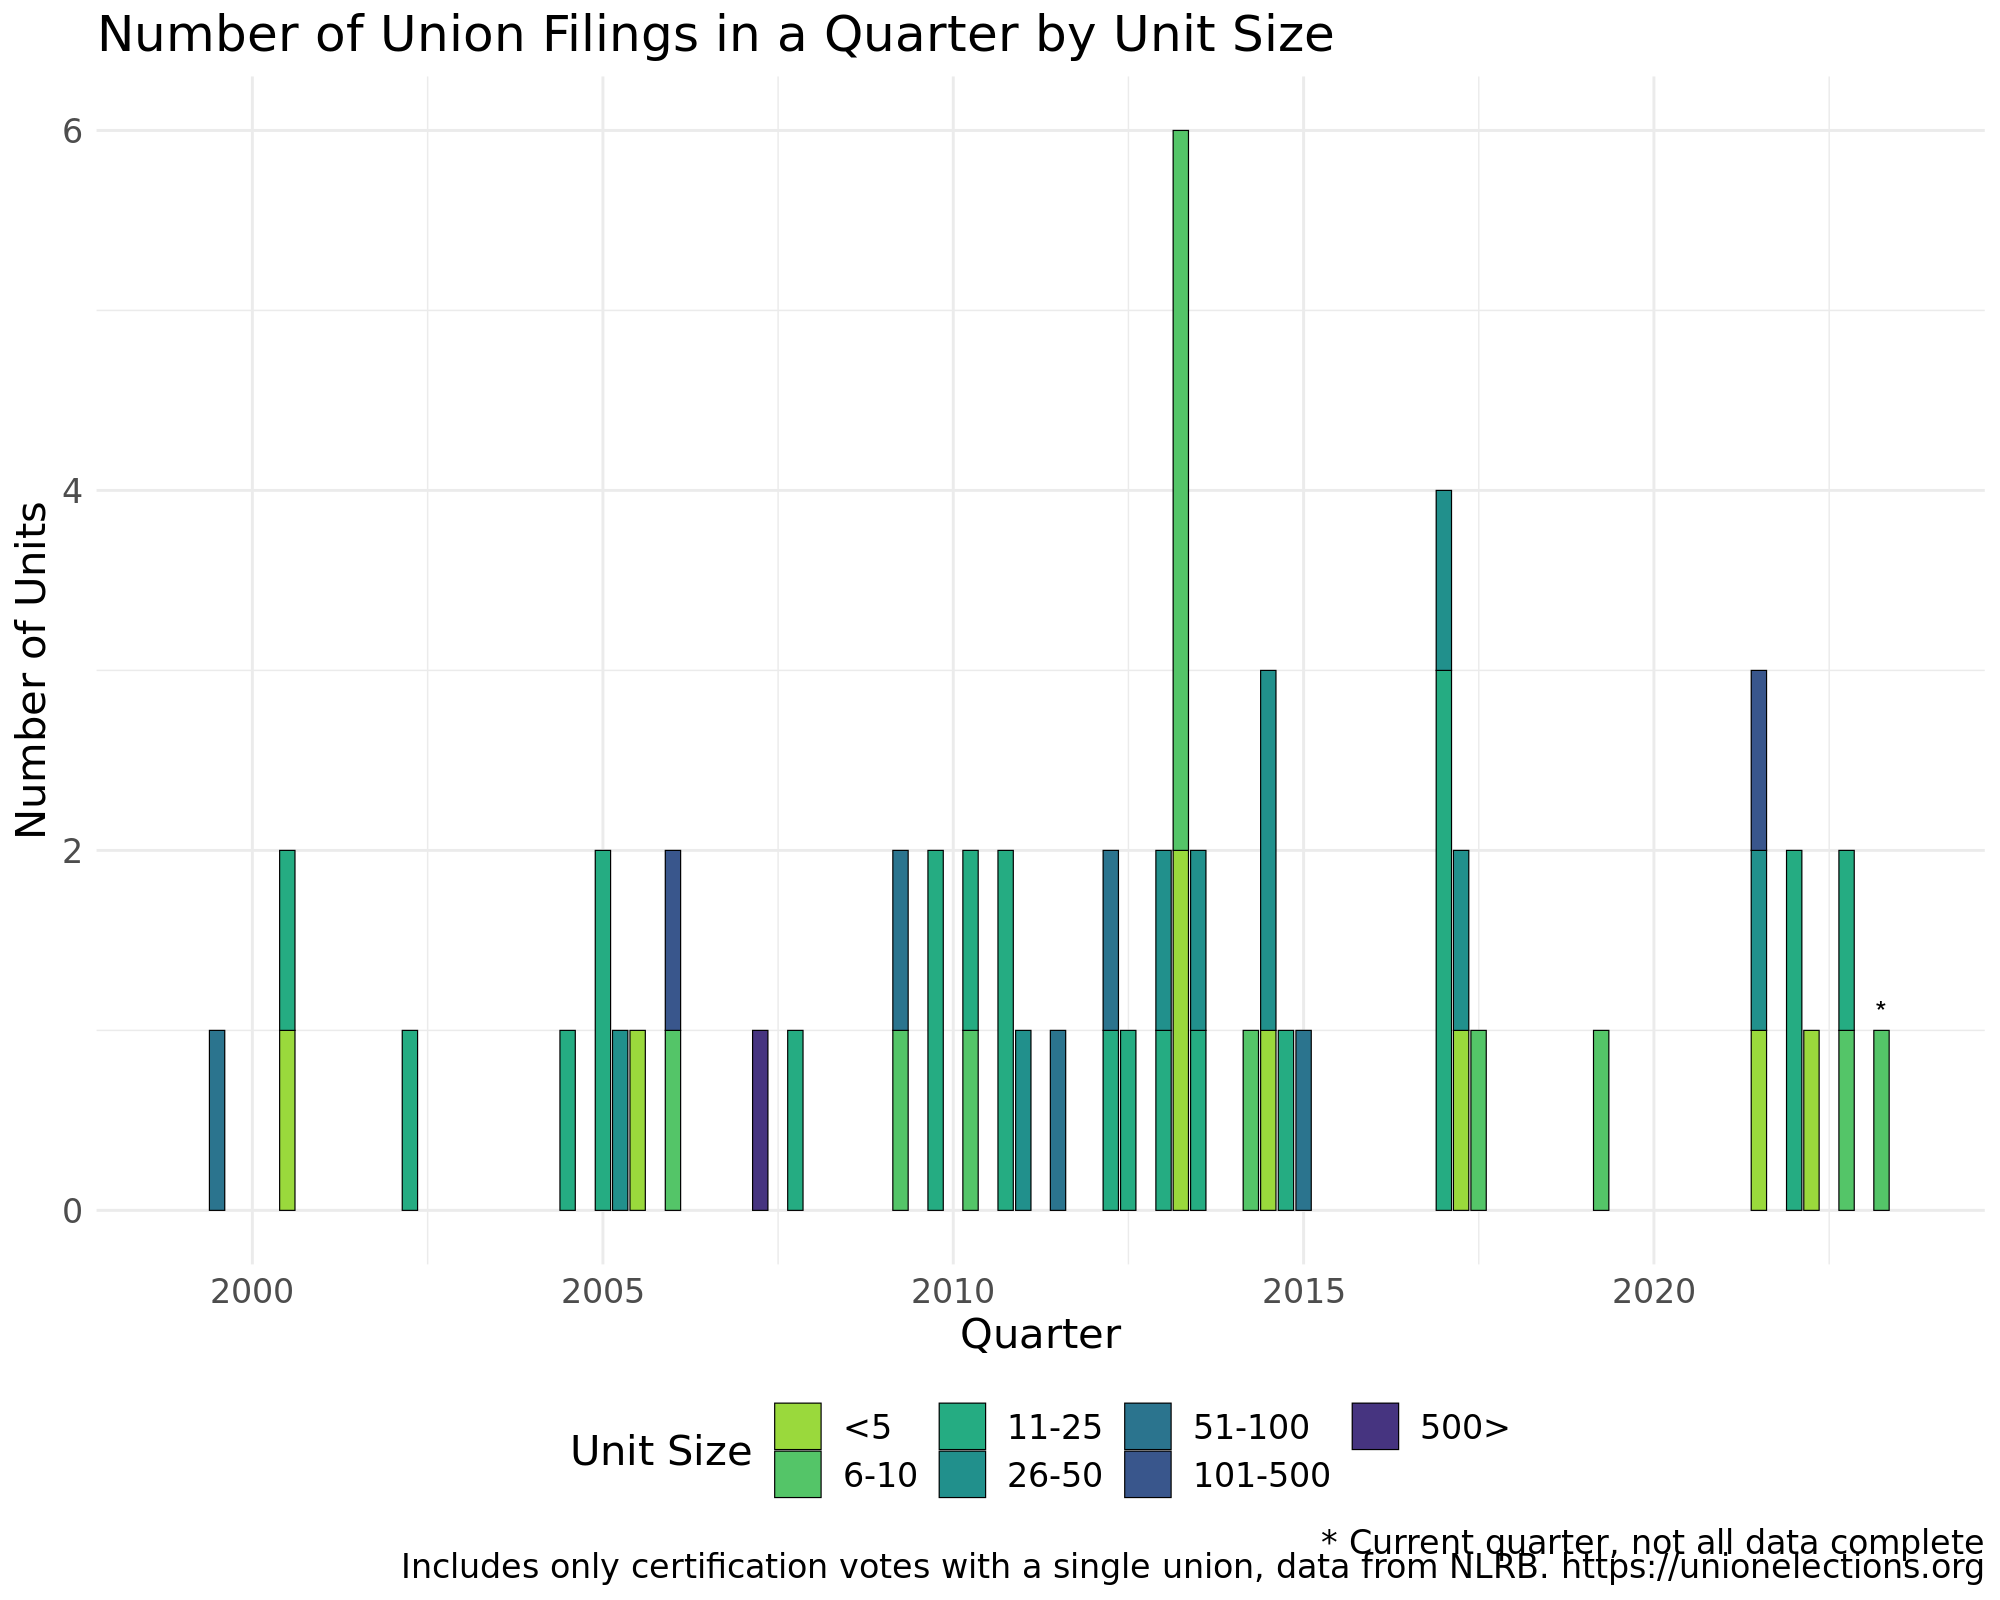 Number of Union Filings in a Quarter by Unit Size
Number of Units
6
4
2
0
*
2000 2005 2010 2015 2020
Quarter
Unit Size
<5 11-25 51-100 500>
6-10 26-50 101-500
* Current quarter, not all data complete
Includes only certification votes with a single union, data from NLRB. https://unionelections.org